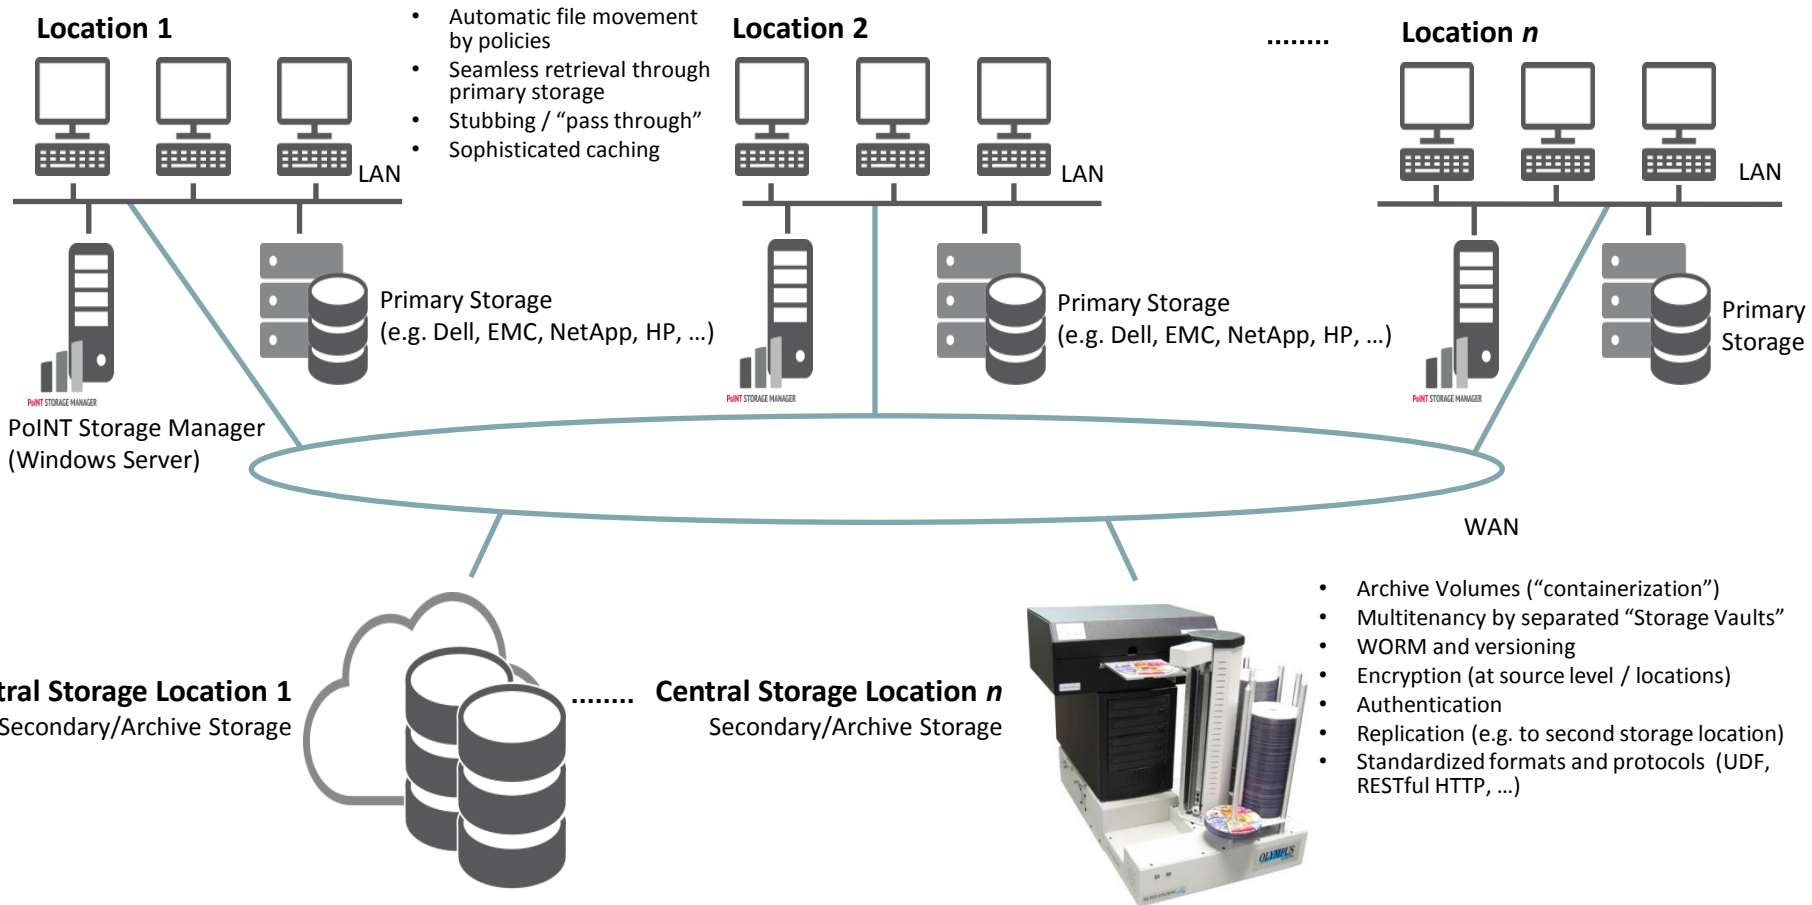 Location 1
• Automatic file movement
by policies
• Seamless retrieval through
primary storage
• Stubbing / “pass through”
• Sophisticated caching
Location 2
........
Location n
LAN
LAN
LAN
Primary Storage
(e.g. Dell, EMC, NetApp, HP, …)
Primary Storage
(e.g. Dell, EMC, NetApp, HP, …)
Primary
Storage
PoINT STORAGE MANAGER
PoINT STORAGE MANAGER
PoINT STORAGE MANAGER
PoINT Storage Manager
(Windows Server)
WAN
tral Storage Location 1
Secondary/Archive Storage
........
Central Storage Location n
Secondary/Archive Storage
• Archive Volumes (“containerization”)
• Multitenancy by separated “Storage Vaults”
• WORM and versioning
• Encryption (at source level / locations)
• Authentication
• Replication (e.g. to second storage location)
• Standardized formats and protocols (UDF,
RESTful HTTP, …)
OLYMPUS